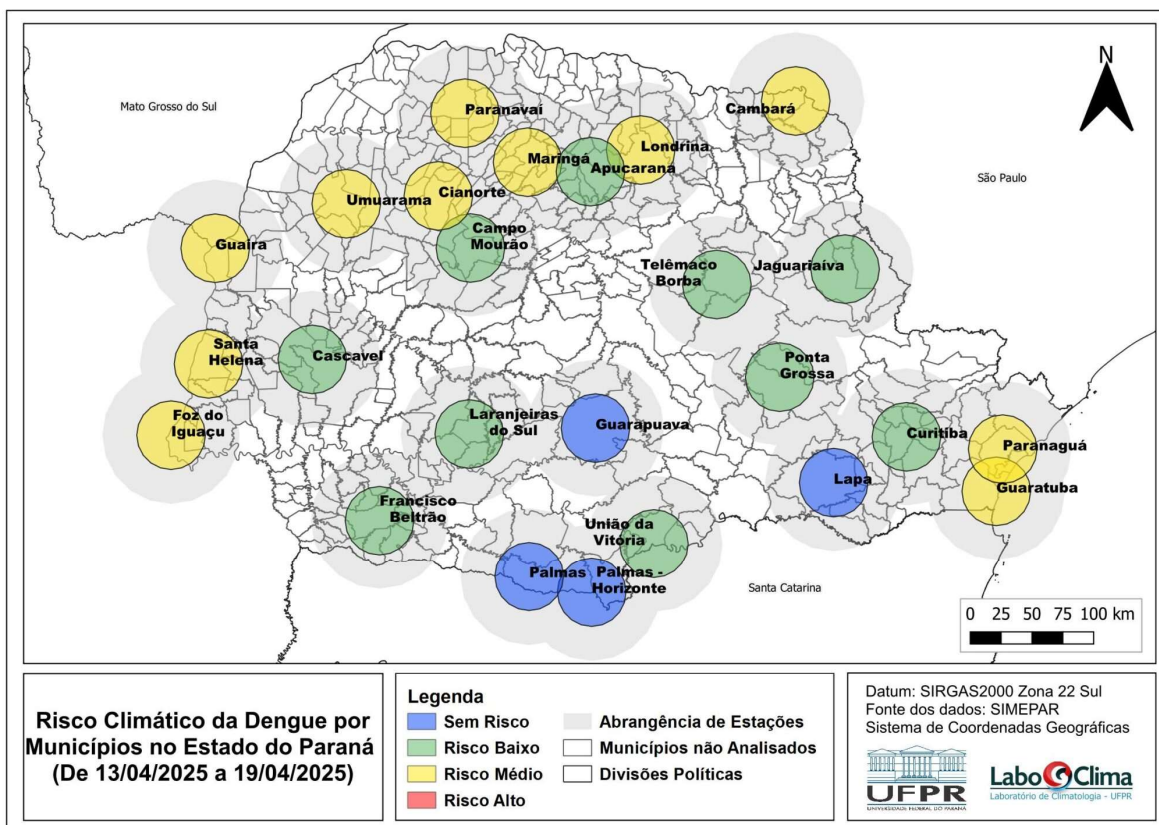 N
Mato Grosso do Sul
São Paulo
Paranavaí
Cambará
Maringá
Londrina
Apucarana
Umuarama
Cianorte
Campo
Mourão
Guaíra
Telêmaco
Borba
Jaguariaíva
Santa
Helena
Cascavel
Ponta
Grossa
Foz do
Iguaçu
Laranjeiras
do Sul
Guarapuava
Curitiba
Paranaguá
Lapa
Guaratuba
Francisco
Beltrão
União da
Vitória
Palmas
Palmas -
Horizonte
Santa Catarina
0 25 50 75 100 km
Risco Climático da Dengue por
Municípios no Estado do Paraná
(De 13/04/2025 a 19/04/2025)
Legenda
Sem Risco
Risco Baixo
Risco Médio
Risco Alto
Abrangência de Estações
Municípios não Analisados
Divisões Políticas
Datum: SIRGAS2000 Zona 22 Sul
Fonte dos dados: SIMEPAR
Sistema de Coordenadas Geográficas
UFPR
UNIVERSIDADE FEDERAL DO PARANÁ
LaboClima
Laboratório de Climatologia - UFPR